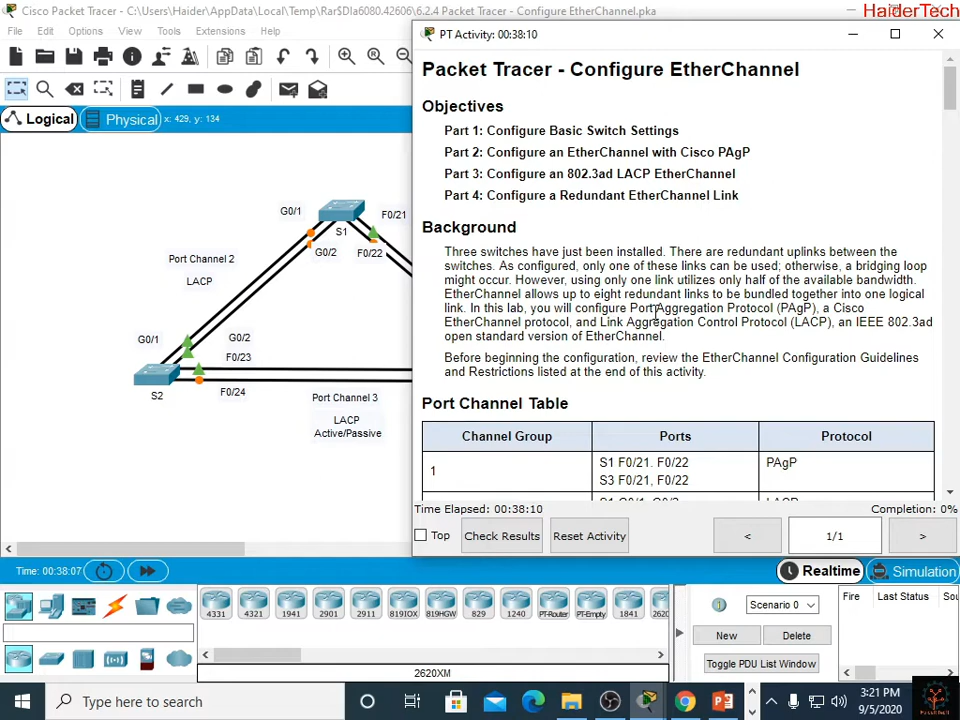 Cisco Packet Tracer - C:\Users\Haider\AppData\Local\Temp\Rar$DIa6080.42606\6.2.4 Packet Tracer - Configure EtherChannel.pka
HaiderTech
File Edit Options View Tools Extensions Help
PT Activity: 00:38:10
Logical
Physical
x: 429, y: 134
Packet Tracer - Configure EtherChannel
Objectives
Part 1: Configure Basic Switch Settings
Part 2: Configure an EtherChannel with Cisco PAgP
Part 3: Configure an 802.3ad LACP EtherChannel
Part 4: Configure a Redundant EtherChannel Link
Background
Three switches have just been installed. There are redundant uplinks between the
switches. As configured, only one of these links can be used; otherwise, a bridging loop
might occur. However, using only one link utilizes only half of the available bandwidth.
EtherChannel allows up to eight redundant links to be bundled together into one logical
link. In this lab, you will configure Port Aggregation Protocol (PAgP), a Cisco
EtherChannel protocol, and Link Aggregation Control Protocol (LACP), an IEEE 802.3ad
open standard version of EtherChannel.
Before beginning the configuration, review the EtherChannel Configuration Guidelines
and Restrictions listed at the end of this activity.
Port Channel Table
Channel Group Ports Protocol
1
S1 F0/21. F0/22
S3 F0/21, F0/22
PAgP
G0/1
F0/21
S1
G0/2
F0/22
Port Channel 2
LACP
G0/1
G0/2
F0/23
S2
F0/24
Port Channel 3
LACP
Active/Passive
Time Elapsed: 00:38:10
Completion: 0%
Top
Check Results
Reset Activity
<
1/1
>
Time: 00:38:07
Realtime
Simulation
4331 4321 1941 2901 2911 819IOX 819HGW 829 1240 PT-Router PT-Empty 1841
2620XM
Scenario 0
New
Delete
Toggle PDU List Window
Fire Last Status
Type here to search
3:21 PM
9/5/2020